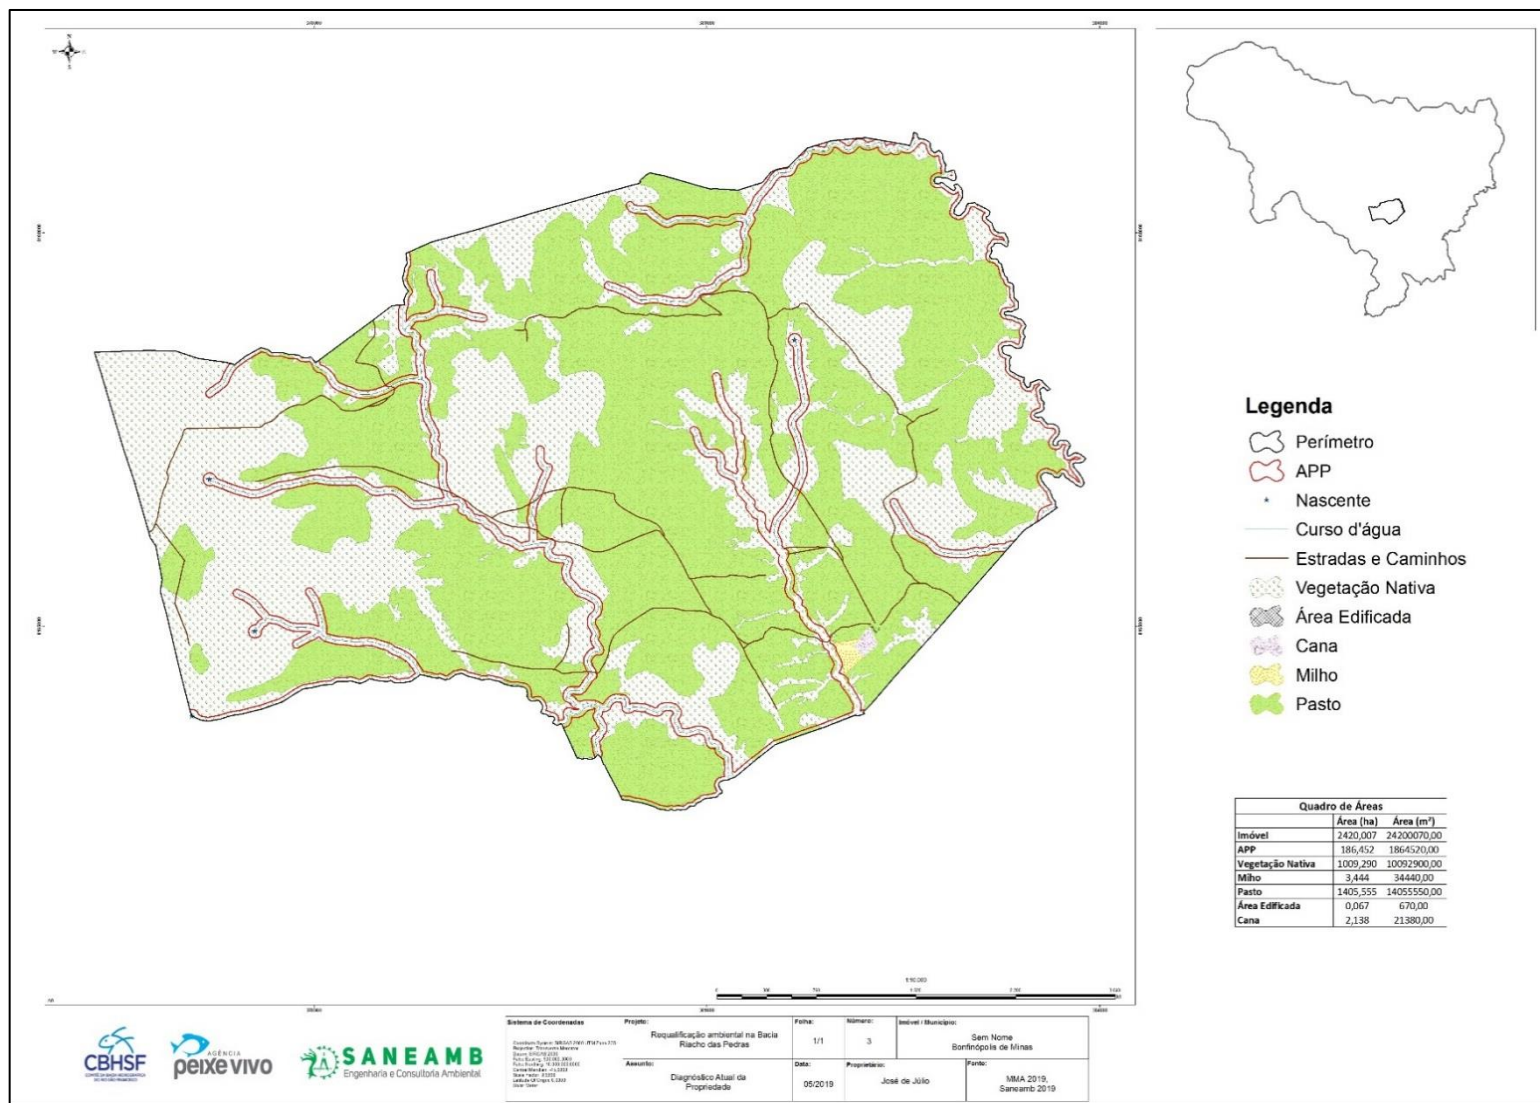 Legenda
Perímetro
APP
Nascente
Curso d'água
Estradas e Caminhos
Vegetação Nativa
Área Edificada
Cana
Milho
Pasto
Quadro de Áreas
Área (ha) Área (m²)
Imóvel 2420,007 24200070,00
APP 186,452 1864520,00
Vegetação Nativa 1009,290 10092900,00
Miho 3,444 34440,00
Pasto 1405,555 14055550,00
Área Edificada 0,067 670,00
Cana 2,138 21380,00
CBHSF
AGÊNCIA
peixe vivo
SANEAMB
Engenharia e Consultoria Ambiental
Sistema de Coordenadas
Projeto:
Requalificação ambiental na Bacia
Riacho das Pedras
Assunto:
Diagnóstico Atual da
Propriedade
Folha:
1/1
Número:
3
Data:
05/2019
Imóvel / Município:
Sem Nome
Bonfinópolis de Minas
Proprietário:
José de Júlio
Fonte:
MMA 2019,
Saneamb 2019